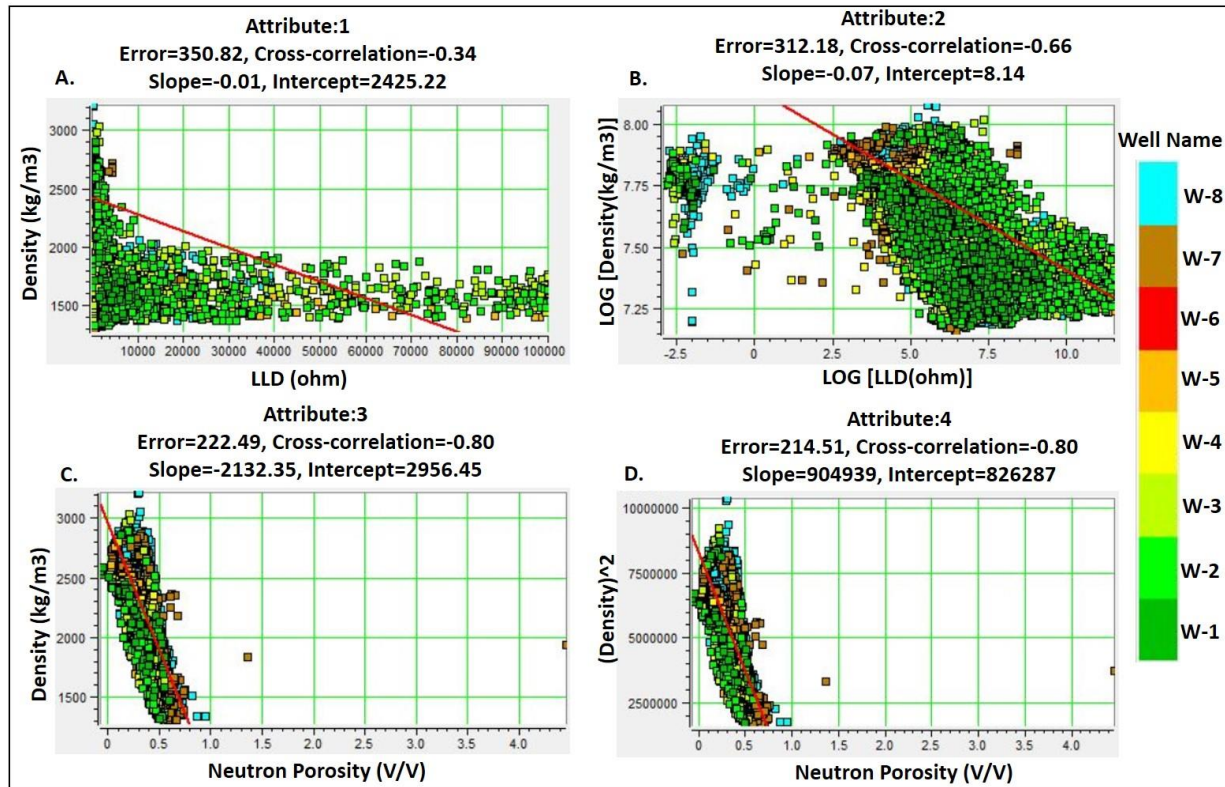 Attribute:1
Error=350.82, Cross-correlation=-0.34
Slope=-0.01, Intercept=2425.22
A.
Density (kg/m3)
3000
2500
2000
1500
10000 20000 30000 40000 50000 60000 70000 80000 90000 100000
LLD (ohm)
Attribute:2
Error=312.18, Cross-correlation=-0.66
Slope=-0.07, Intercept=8.14
B.
LOG [Density(kg/m3)]
8.00
7.75
7.50
7.25
-2.5 0 2.5 5.0 7.5 10.0
LOG [LLD(ohm)]
Attribute:3
Error=222.49, Cross-correlation=-0.80
Slope=-2132.35, Intercept=2956.45
C.
Density (kg/m3)
3000
2500
2000
1500
0 0.5 1.0 1.5 2.0 2.5 3.0 3.5 4.0
Neutron Porosity (V/V)
Attribute:4
Error=214.51, Cross-correlation=-0.80
Slope=904939, Intercept=826287
D.
(Density)^2
10000000
7500000
5000000
2500000
0 0.5 1.0 1.5 2.0 2.5 3.0 3.5 4.0
Neutron Porosity (V/V)
Well Name
W-8
W-7
W-6
W-5
W-4
W-3
W-2
W-1